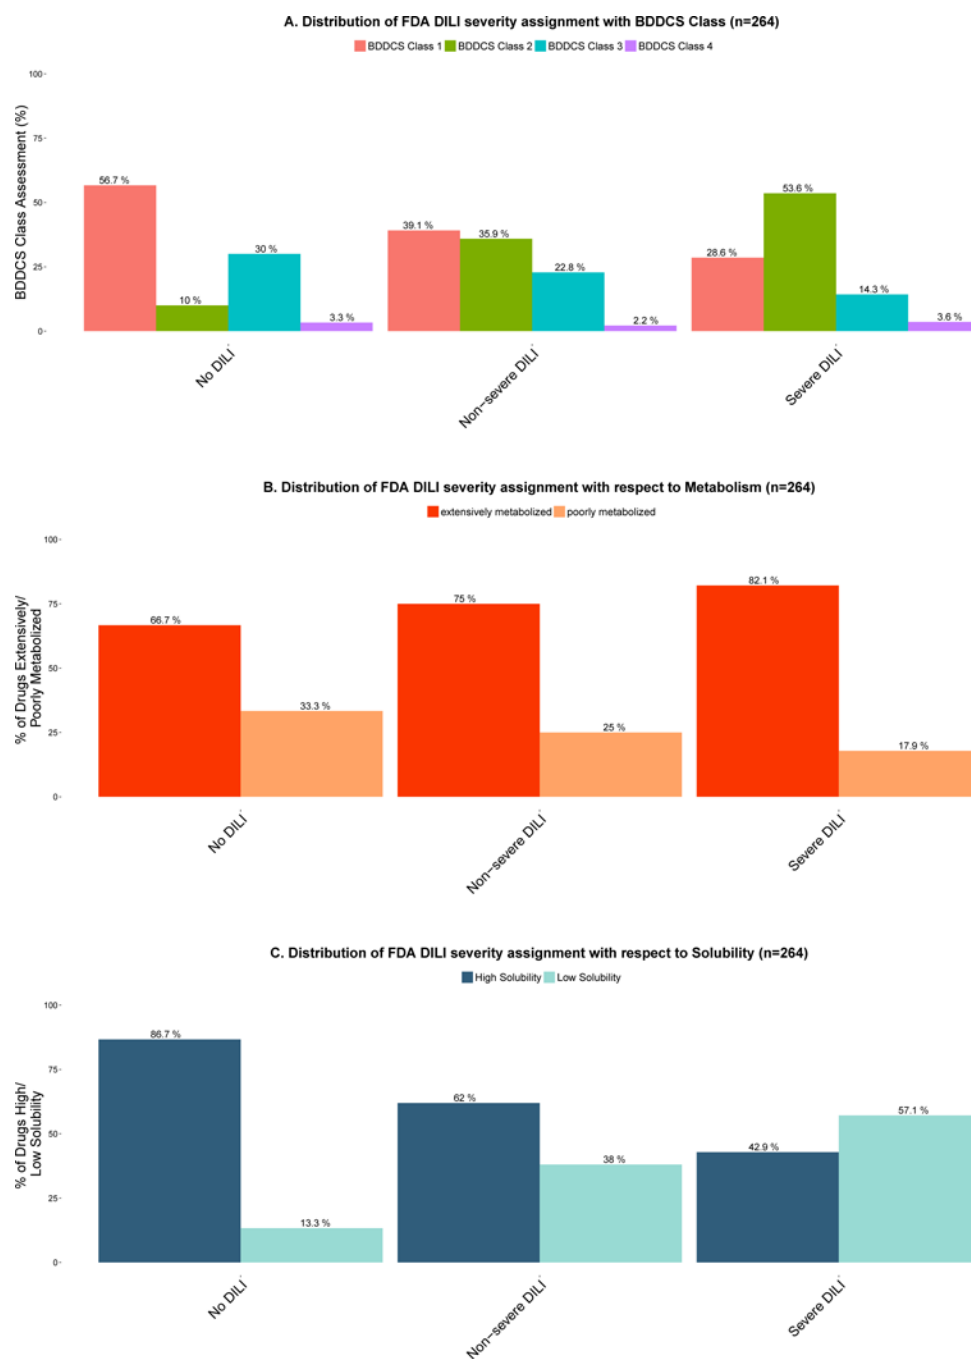 A. Distribution of FDA DILI severity assignment with BDDCS Class (n=264)
BDDCS Class 1 BDDCS Class 2 BDDCS Class 3 BDDCS Class 4
BDDCS Class Assessment (%)
100
75
50
25
0
56.7 %
10 %
30 %
3.3 %
39.1 %
35.9 %
22.8 %
2.2 %
28.6 %
53.6 %
14.3 %
3.6 %
No DILI
Non-severe DILI
Severe DILI
B. Distribution of FDA DILI severity assignment with respect to Metabolism (n=264)
extensively metabolized poorly metabolized
% of Drugs Extensively/
Poorly Metabolized
100
75
50
25
0
66.7 %
33.3 %
75 %
25 %
82.1 %
17.9 %
No DILI
Non-severe DILI
Severe DILI
C. Distribution of FDA DILI severity assignment with respect to Solubility (n=264)
High Solubility Low Solubility
% of Drugs High/
Low Solubility
100
75
50
25
0
86.7 %
13.3 %
62 %
38 %
42.9 %
57.1 %
No DILI
Non-severe DILI
Severe DILI